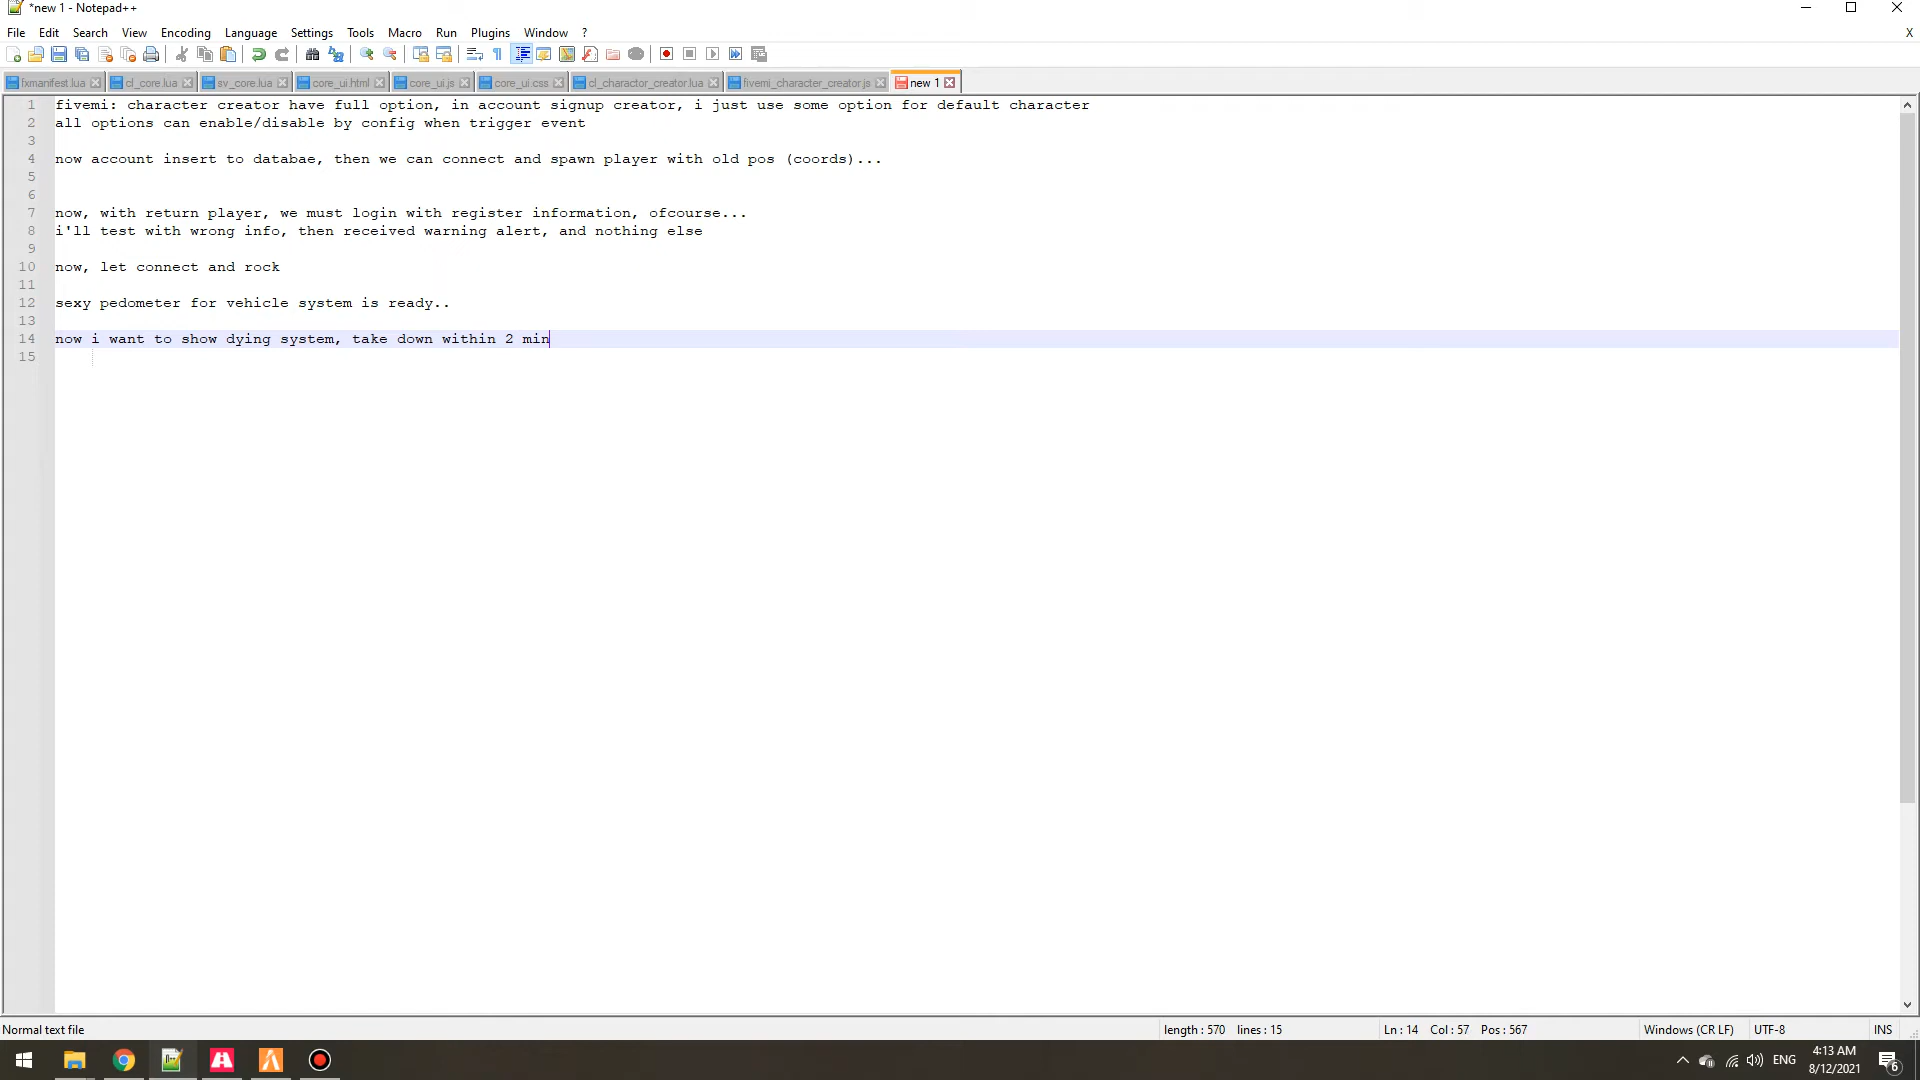 *new 1 - Notepad++
File Edit Search View Encoding Language Settings Tools Macro Run Plugins Window ? X
fxmanifest.lua cl_core.lua sv_core.lua core_ui.html core_ui.js core_ui.css cl_charactor_creator.lua fivemi_character_creator.js new 1
1 fivemi: character creator have full option, in account signup creator, i just use some option for default character
2 all options can enable/disable by config when trigger event
3
4 now account insert to databae, then we can connect and spawn player with old pos (coords)...
5
6
7 now, with return player, we must login with register information, ofcourse...
8 i'll test with wrong info, then received warning alert, and nothing else
9
10 now, let connect and rock
11
12 sexy pedometer for vehicle system is ready..
13
14 now i want to show dying system, take down within 2 min
15
Normal text file length : 570 lines : 15 Ln : 14 Col : 57 Pos : 567 Windows (CR LF) UTF-8 INS
ENG 4:13 AM
8/12/2021 6